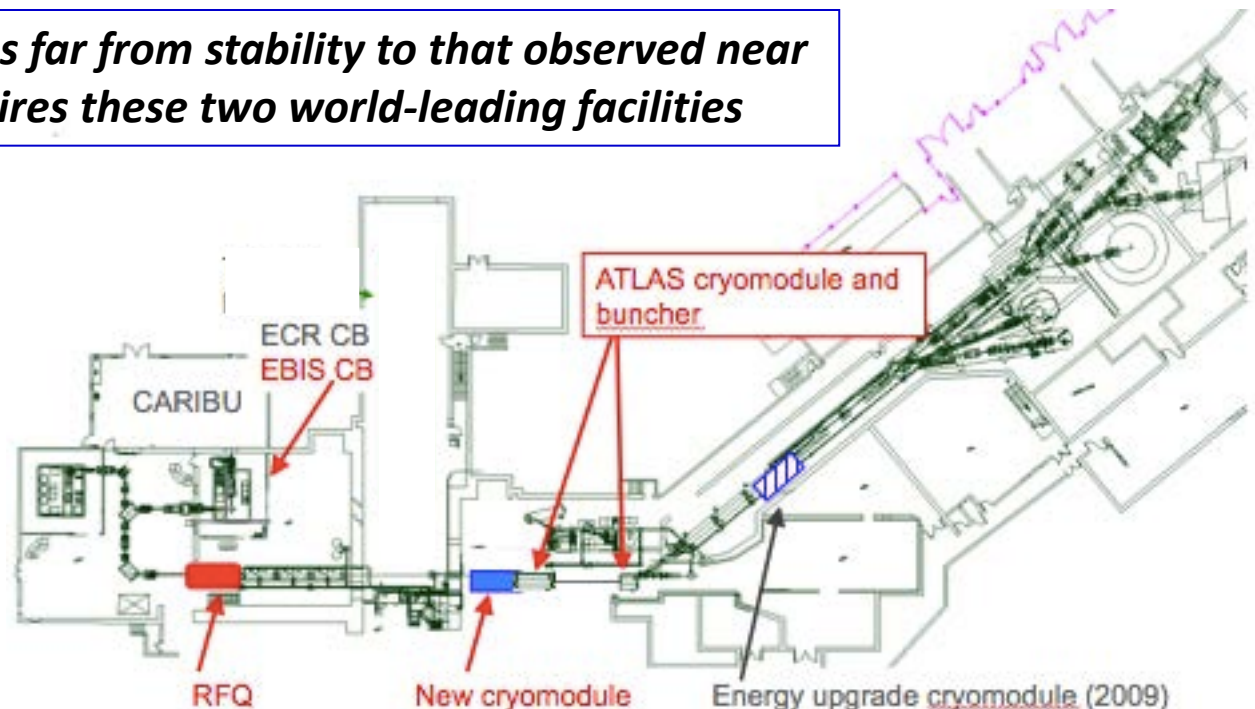 s far from stability to that observed near
ires these two world-leading facilities
ATLAS cryomodule and
buncher
ECR CB
EBIS CB
CARIBU
RFQ
New cryomodule
Energy upgrade cryomodule (2009)